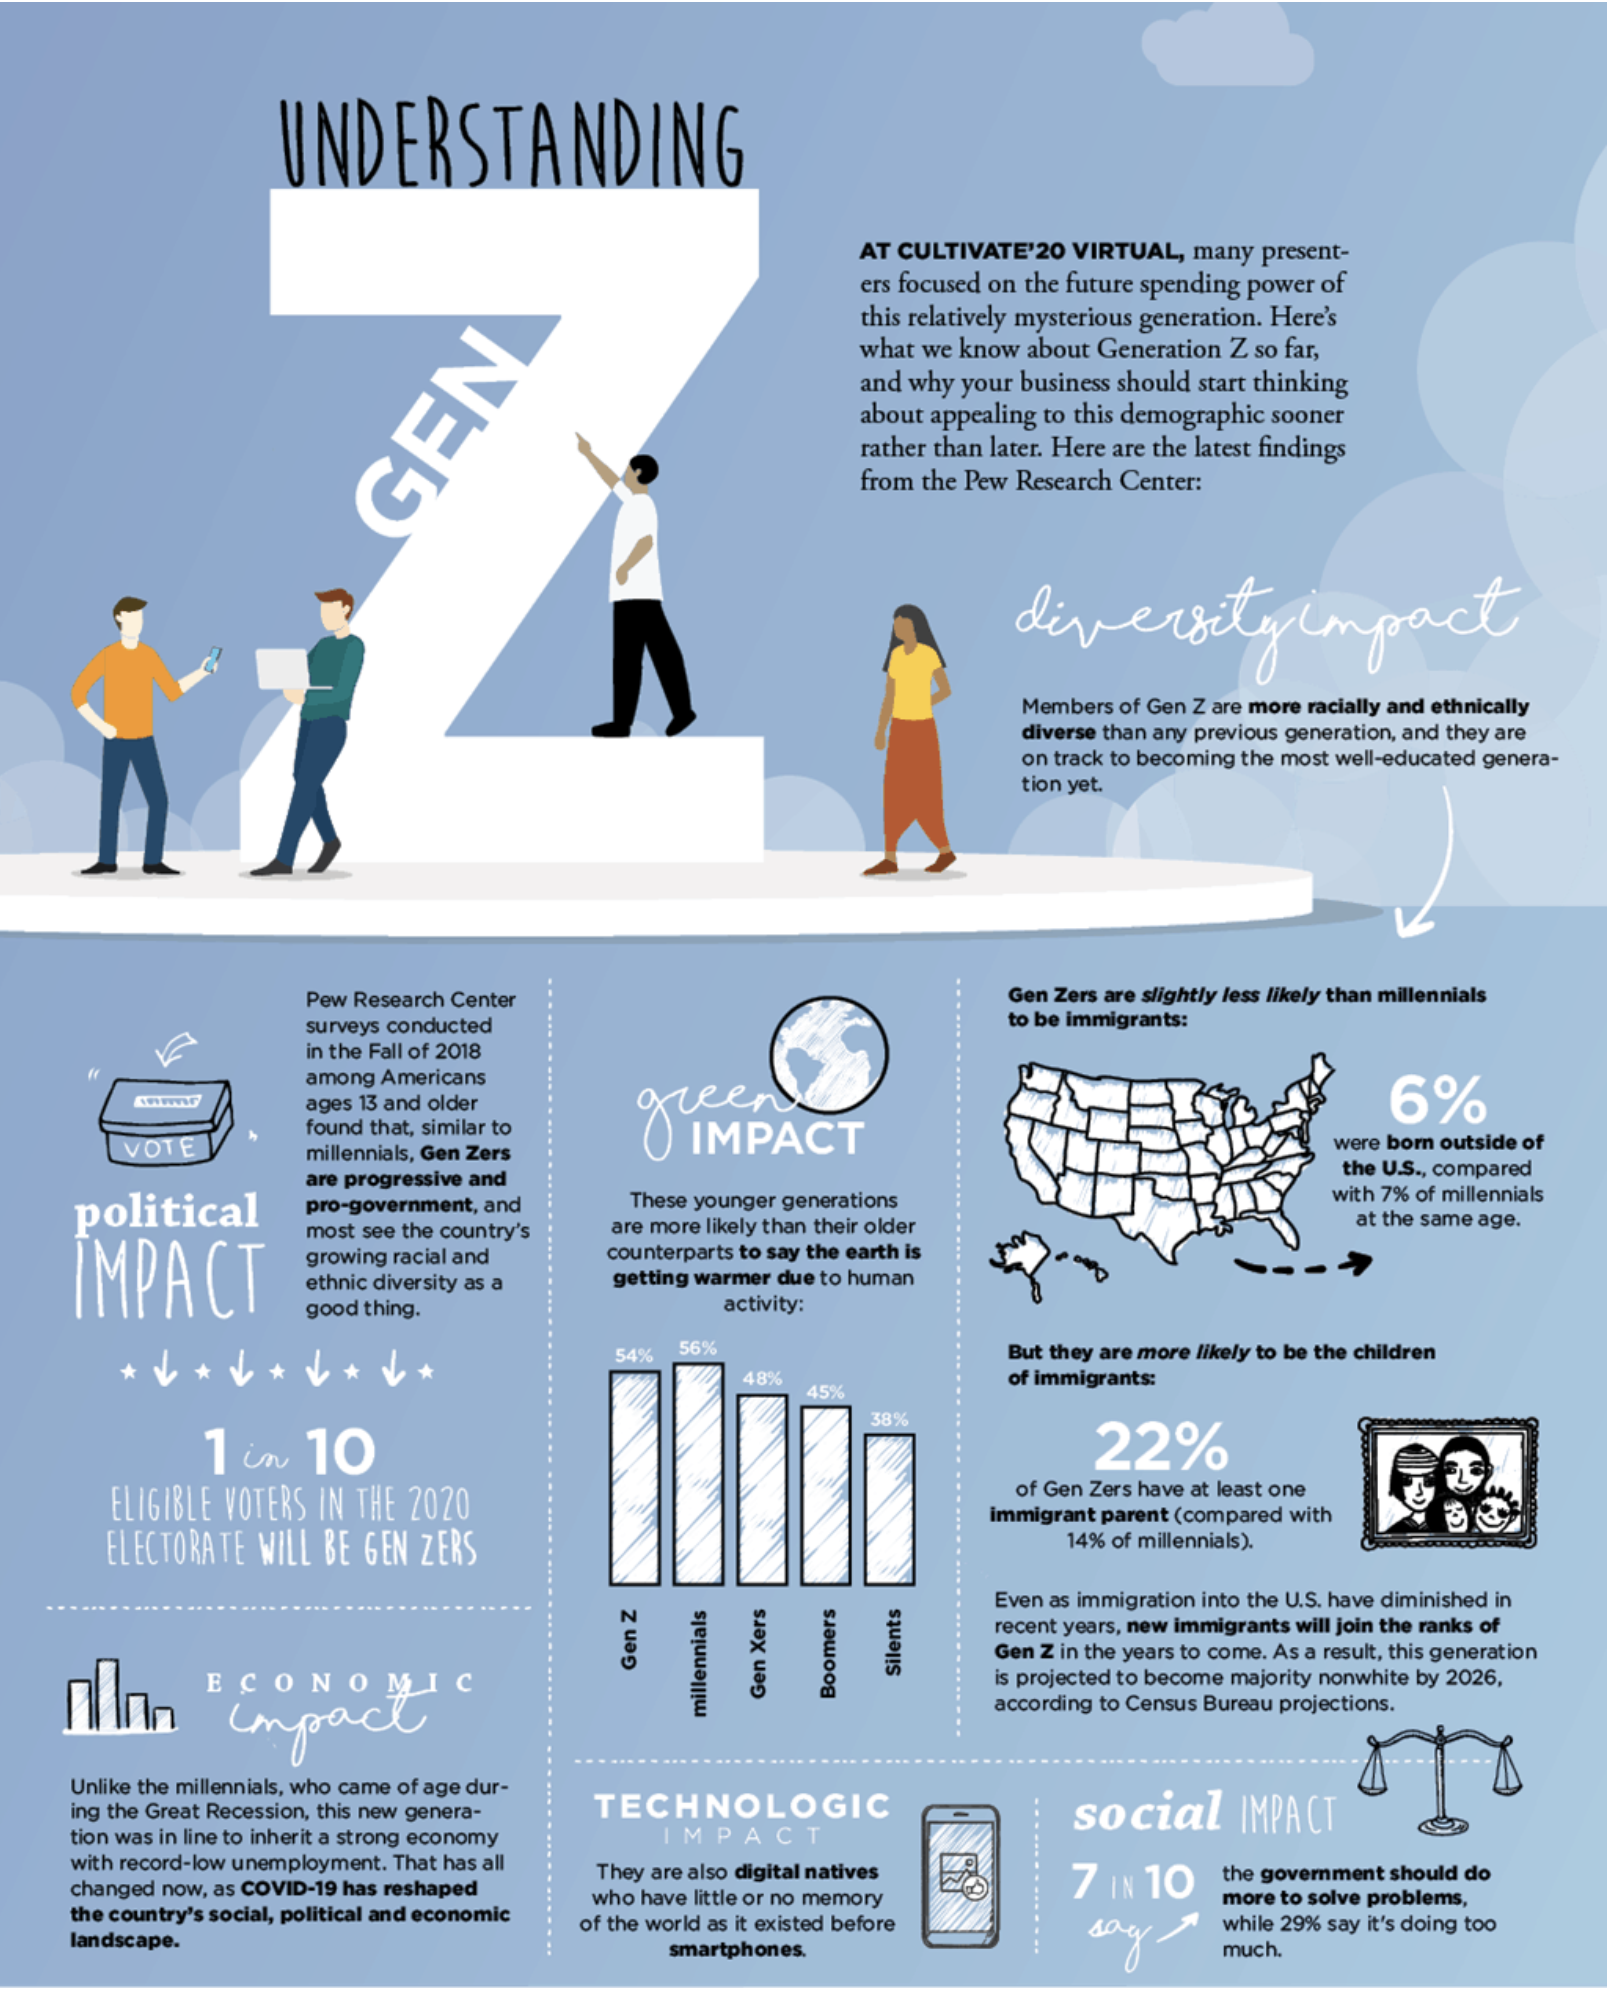 UNDERSTANDING
GEN
Z
AT CULTIVATE'20 VIRTUAL, many present-
ers focused on the future spending power of
this relatively mysterious generation. Here's
what we know about Generation Z so far,
and why your business should start thinking
about appealing to this demographic sooner
rather than later. Here are the latest findings
from the Pew Research Center:
diversity impact
Members of Gen Z are more racially and ethnically
diverse than any previous generation, and they are
on track to becoming the most well-educated genera-
tion yet.
VOTE
political
IMPACT
Pew Research Center
surveys conducted
in the Fall of 2018
among Americans
ages 13 and older
found that, similar to
millennials, Gen Zers
are progressive and
pro-government, and
most see the country's
growing racial and
ethnic diversity as a
good thing.
1 in 10
ELIGIBLE VOTERS IN THE 2020
ELECTORATE WILL BE GEN ZERS
ECONOMIC
impact
Unlike the millennials, who came of age dur-
ing the Great Recession, this new genera-
tion was in line to inherit a strong economy
with record-low unemployment. That has all
changed now, as COVID-19 has reshaped
the country's social, political and economic
landscape.
green
IMPACT
These younger generations
are more likely than their older
counterparts to say the earth is
getting warmer due to human
activity:
54%
56%
48%
45%
38%
Gen Z
millennials
Gen Xers
Boomers
Silents
Gen Zers are slightly less likely than millennials
to be immigrants:
6%
were born outside of
the U.S., compared
with 7% of millennials
at the same age.
But they are more likely to be the children
of immigrants:
22%
of Gen Zers have at least one
immigrant parent (compared with
14% of millennials).
Even as immigration into the U.S. have diminished in
recent years, new immigrants will join the ranks of
Gen Z in the years to come. As a result, this generation
is projected to become majority nonwhite by 2026,
according to Census Bureau projections.
TECHNOLOGIC
IMPACT
They are also digital natives
who have little or no memory
of the world as it existed before
smartphones.
social IMPACT
7 IN 10
say
the government should do
more to solve problems,
while 29% say it's doing too
much.